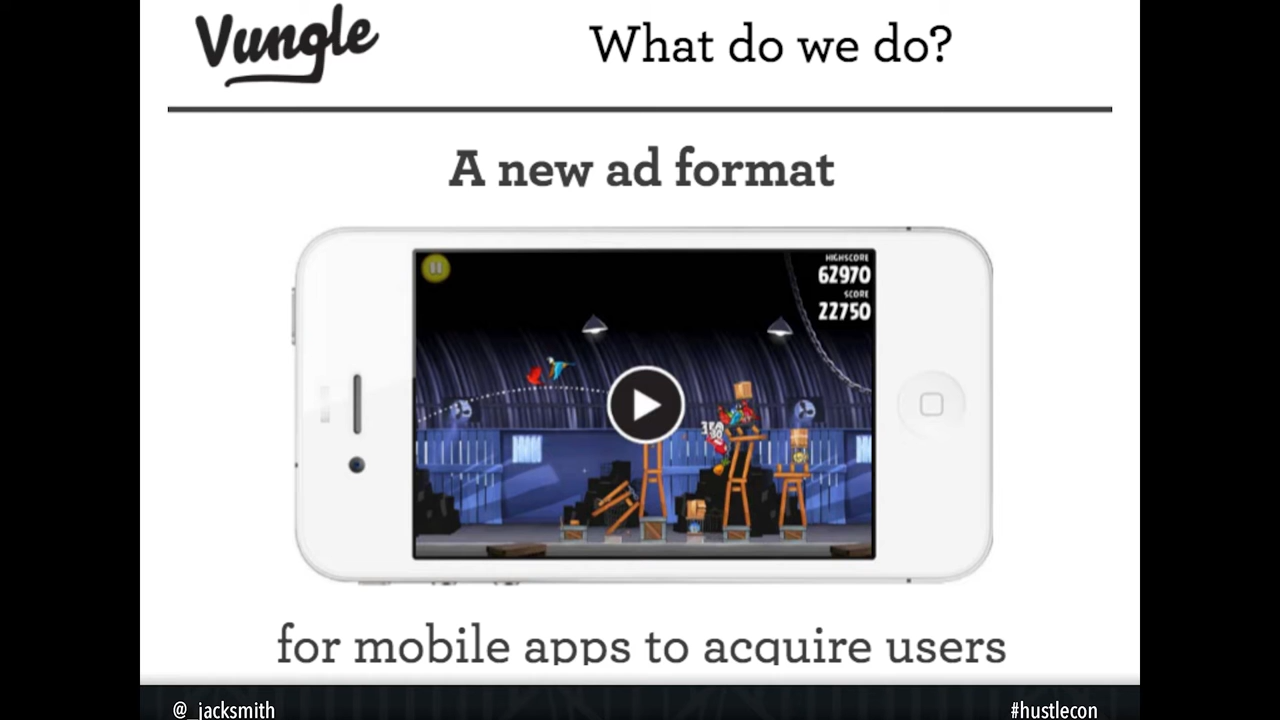 Vungle
What do we do?
A new ad format
HIGHSCORE
62970
SCORE
22750
for mobile apps to acquire users
@_jacksmith
#hustlecon